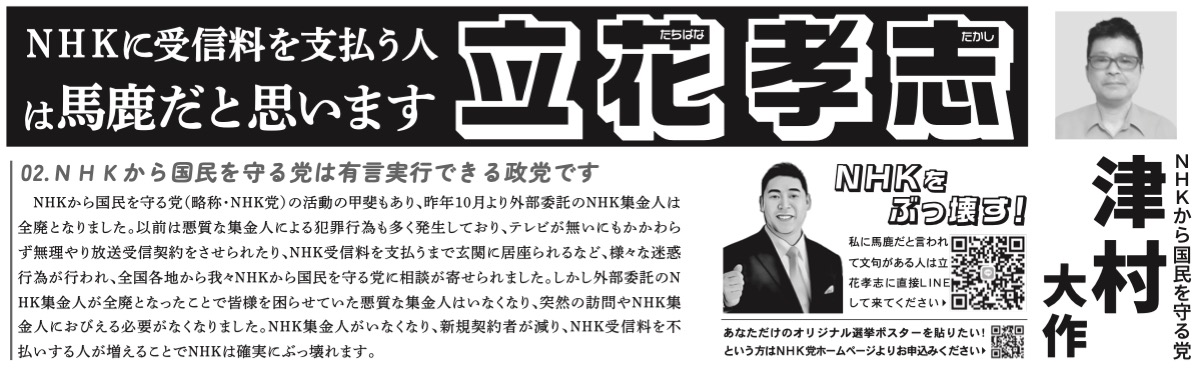 NHKに受信料を支払う人
は馬鹿だと思います
立花孝志
たちばな
たかし
02.NHKから国民を守る党は有言実行できる政党です
NHKから国民を守る党(略称・NHK党)の活動の甲斐もあり、昨年10月より外部委託のNHK集金人は
全廃となりました。以前は悪質な集金人による犯罪行為も多く発生しており、テレビが無いにもかかわら
ず無理やり放送受信契約をさせられたり、NHK受信料を支払うまで玄関に居座られるなど、様々な迷惑
行為が行われ、全国各地から我々NHKから国民を守る党に相談が寄せられました。しかし外部委託のN
HK集金人が全廃となったことで皆様を困らせていた悪質な集金人はいなくなり、突然の訪問やNHK集
金人におびえる必要がなくなりました。NHK集金人がいなくなり、新規契約者が減り、NHK受信料を不
払いする人が増えることでNHKは確実にぶっ壊れます。
NHKを
ぶっ壊す!
私に馬鹿だと言われ
て文句がある人は立
花孝志に直接LINE
して来てください
LINE
あなただけのオリジナル選挙ポスターを貼りたい!
という方はNHK党ホームページよりお申込みください
NHKから国民を守る党
津村
大作